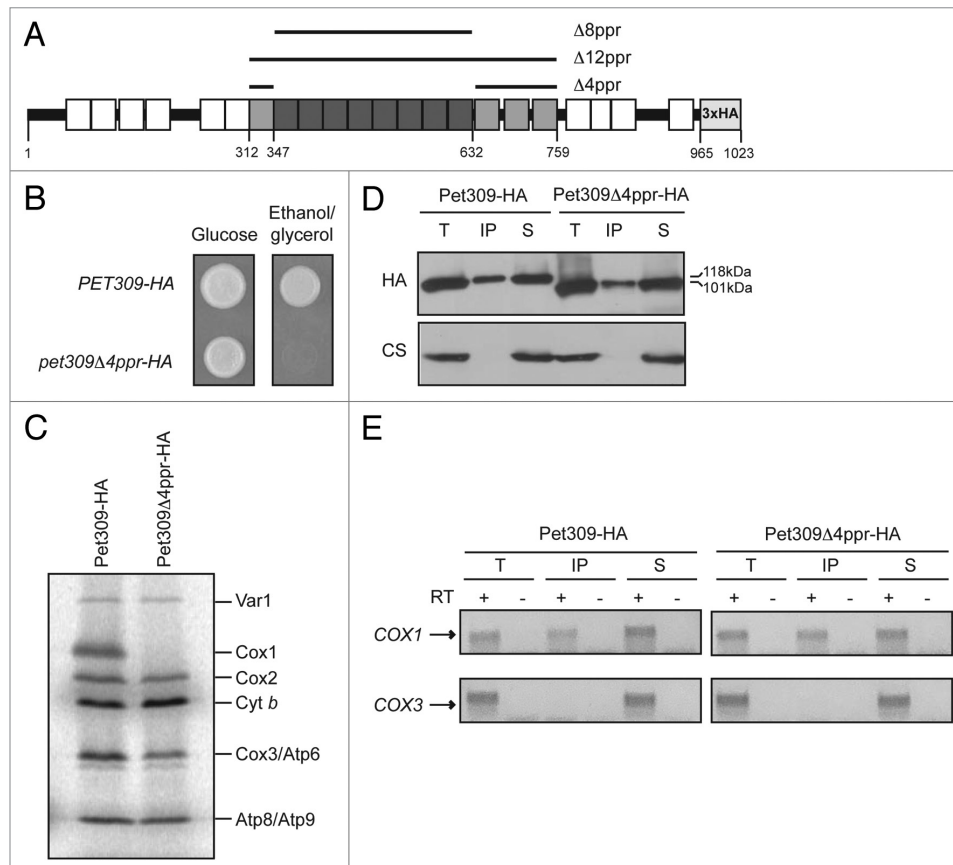 A
Δ8ppr
Δ12ppr
Δ4ppr
3xHA
1 312 347 632 759 965 1023
B
Glucose Ethanol/
glycerol
PET309-HA
pet309Δ4ppr-HA
C
Pet309-HA Pet309Δ4ppr-HA
Var1
Cox1
Cox2
Cyt b
Cox3/Atp6
Atp8/Atp9
D
Pet309-HA Pet309Δ4ppr-HA
T IP S T IP S
HA 118kDa
101kDa
CS
E
Pet309-HA Pet309Δ4ppr-HA
T IP S T IP S
RT + - + - + - + - + - + -
COX1
COX3